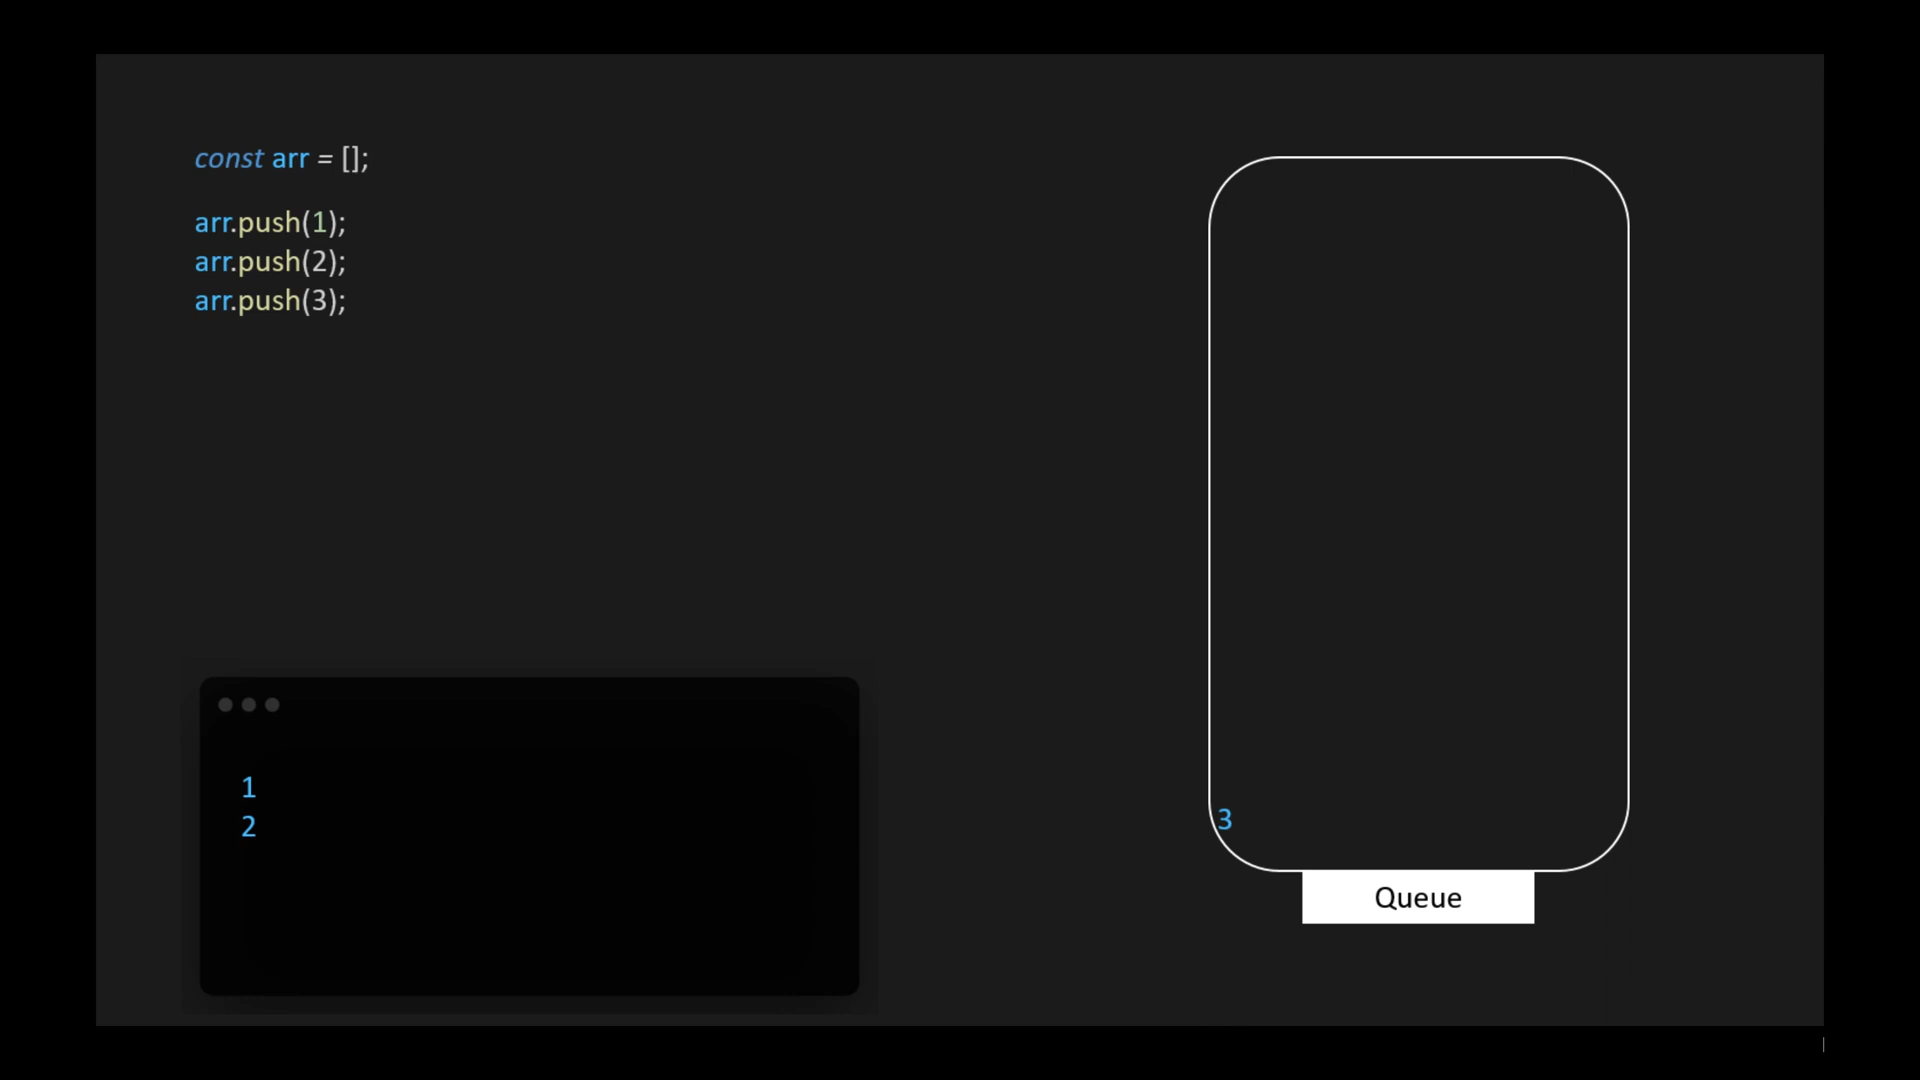 const arr = [];
arr.push(1);
arr.push(2);
arr.push(3);
1
2
3
Queue